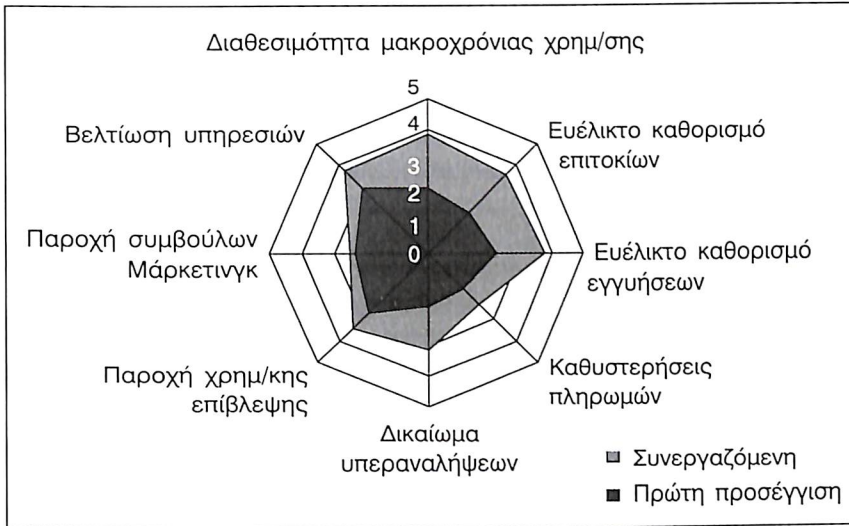 Διαθεσιμότητα μακροχρόνιας χρημ/σης
5
4
3
2
1
0
Ευέλικτο καθορισμό
επιτοκίων
Ευέλικτο καθορισμό
εγγυήσεων
Καθυστερήσεις
πληρωμών
Δικαίωμα
υπεραναλήψεων
Παροχή χρημ/κης
επίβλεψης
Παροχή συμβούλων
Μάρκετινγκ
Βελτίωση υπηρεσιών
Συνεργαζόμενη
Πρώτη προσέγγιση